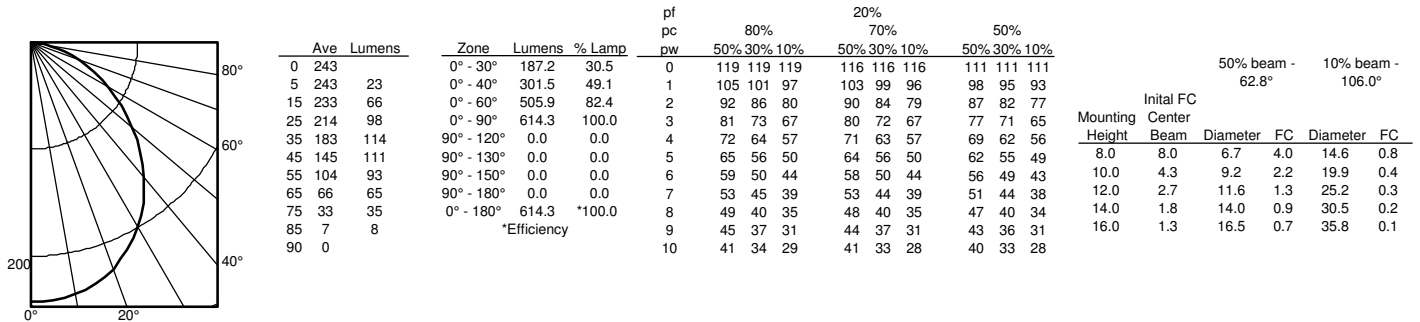 80°
60°
40°
200
0° 20°
Ave Lumens
0 243
5 243 23
15 233 66
25 214 98
35 183 114
45 145 111
55 104 93
65 66 65
75 33 35
85 7 8
90 0
Zone Lumens % Lamp
0° - 30° 187.2 30.5
0° - 40° 301.5 49.1
0° - 60° 505.9 82.4
0° - 90° 614.3 100.0
90° - 120° 0.0 0.0
90° - 130° 0.0 0.0
90° - 150° 0.0 0.0
90° - 180° 0.0 0.0
0° - 180° 614.3 *100.0
*Efficiency
pf 20%
pc 80% 70% 50%
pw 50% 30% 10% 50% 30% 10% 50% 30% 10%
0 119 119 119 116 116 116 111 111 111
1 105 101 97 103 99 96 98 95 93
2 92 86 80 90 84 79 87 82 77
3 81 73 67 80 72 67 77 71 65
4 72 64 57 71 63 57 69 62 56
5 65 56 50 64 56 50 62 55 49
6 59 50 44 58 50 44 56 49 43
7 53 45 39 53 44 39 51 44 38
8 49 40 35 48 40 35 47 40 34
9 45 37 31 44 37 31 43 36 31
10 41 34 29 41 33 28 40 33 28
50% beam - 10% beam -
62.8° 106.0°
Inital FC
Mounting Center
Height Beam Diameter FC Diameter FC
8.0 8.0 6.7 4.0 14.6 0.8
10.0 4.3 9.2 2.2 19.9 0.4
12.0 2.7 11.6 1.3 25.2 0.3
14.0 1.8 14.0 0.9 30.5 0.2
16.0 1.3 16.5 0.7 35.8 0.1